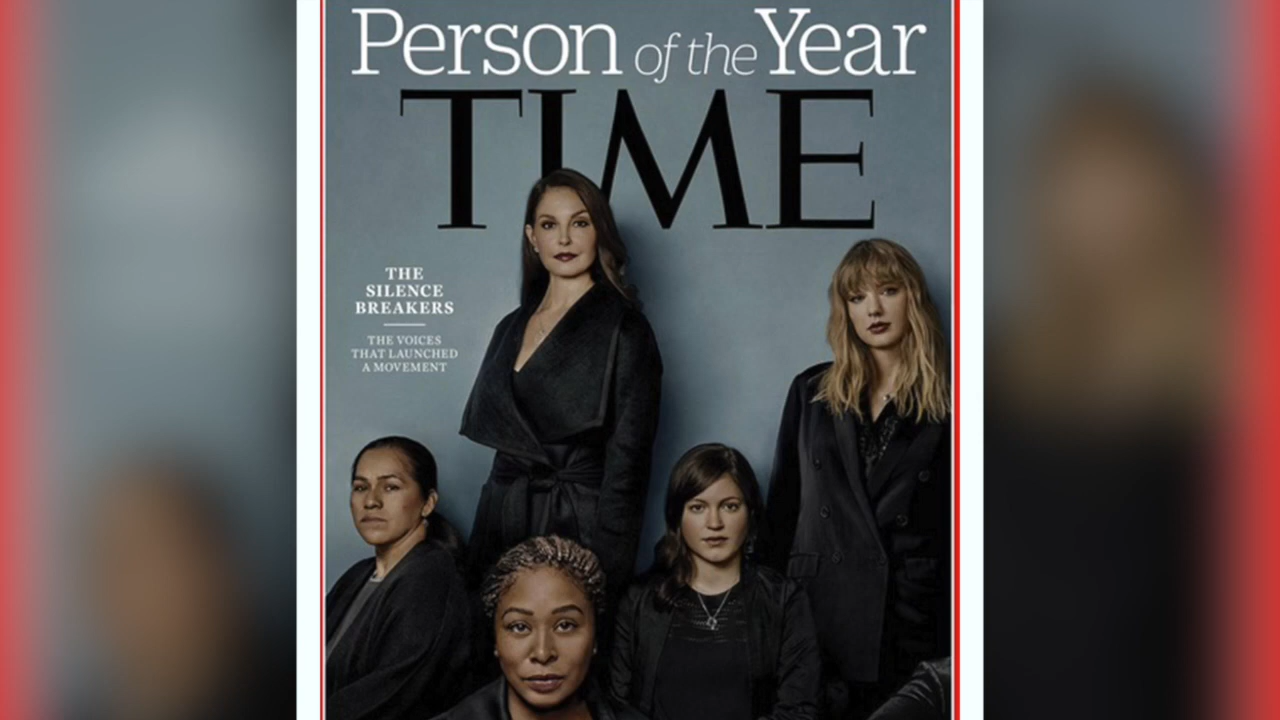 Person of the Year
TIME
THE
SILENCE
BREAKERS
THE VOICES
THAT LAUNCHED
A MOVEMENT